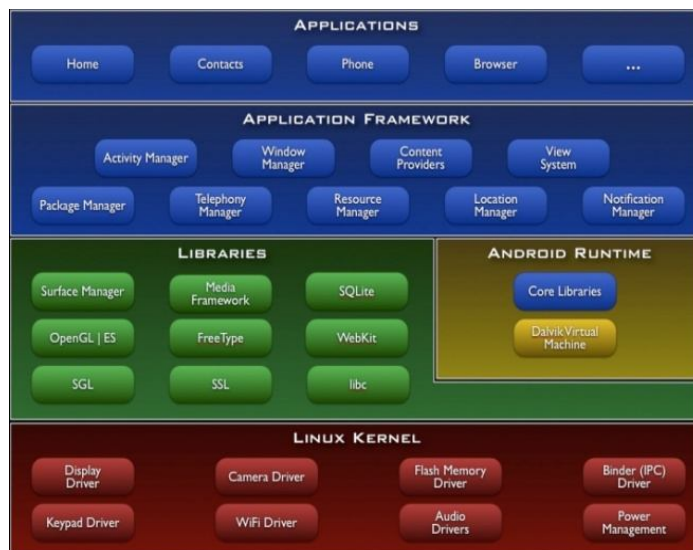 APPLICATIONS
Home Contacts Phone Browser ...
APPLICATION FRAMEWORK
Activity Manager Window Manager Content Providers View System
Package Manager Telephony Manager Resource Manager Location Manager Notification Manager
LIBRARIES
Surface Manager Media Framework SQLite
OpenGL | ES FreeType WebKit
SGL SSL libc
ANDROID RUNTIME
Core Libraries
Dalvik Virtual Machine
LINUX KERNEL
Display Driver Camera Driver Flash Memory Driver Binder (IPC) Driver
Keypad Driver WiFi Driver Audio Drivers Power Management